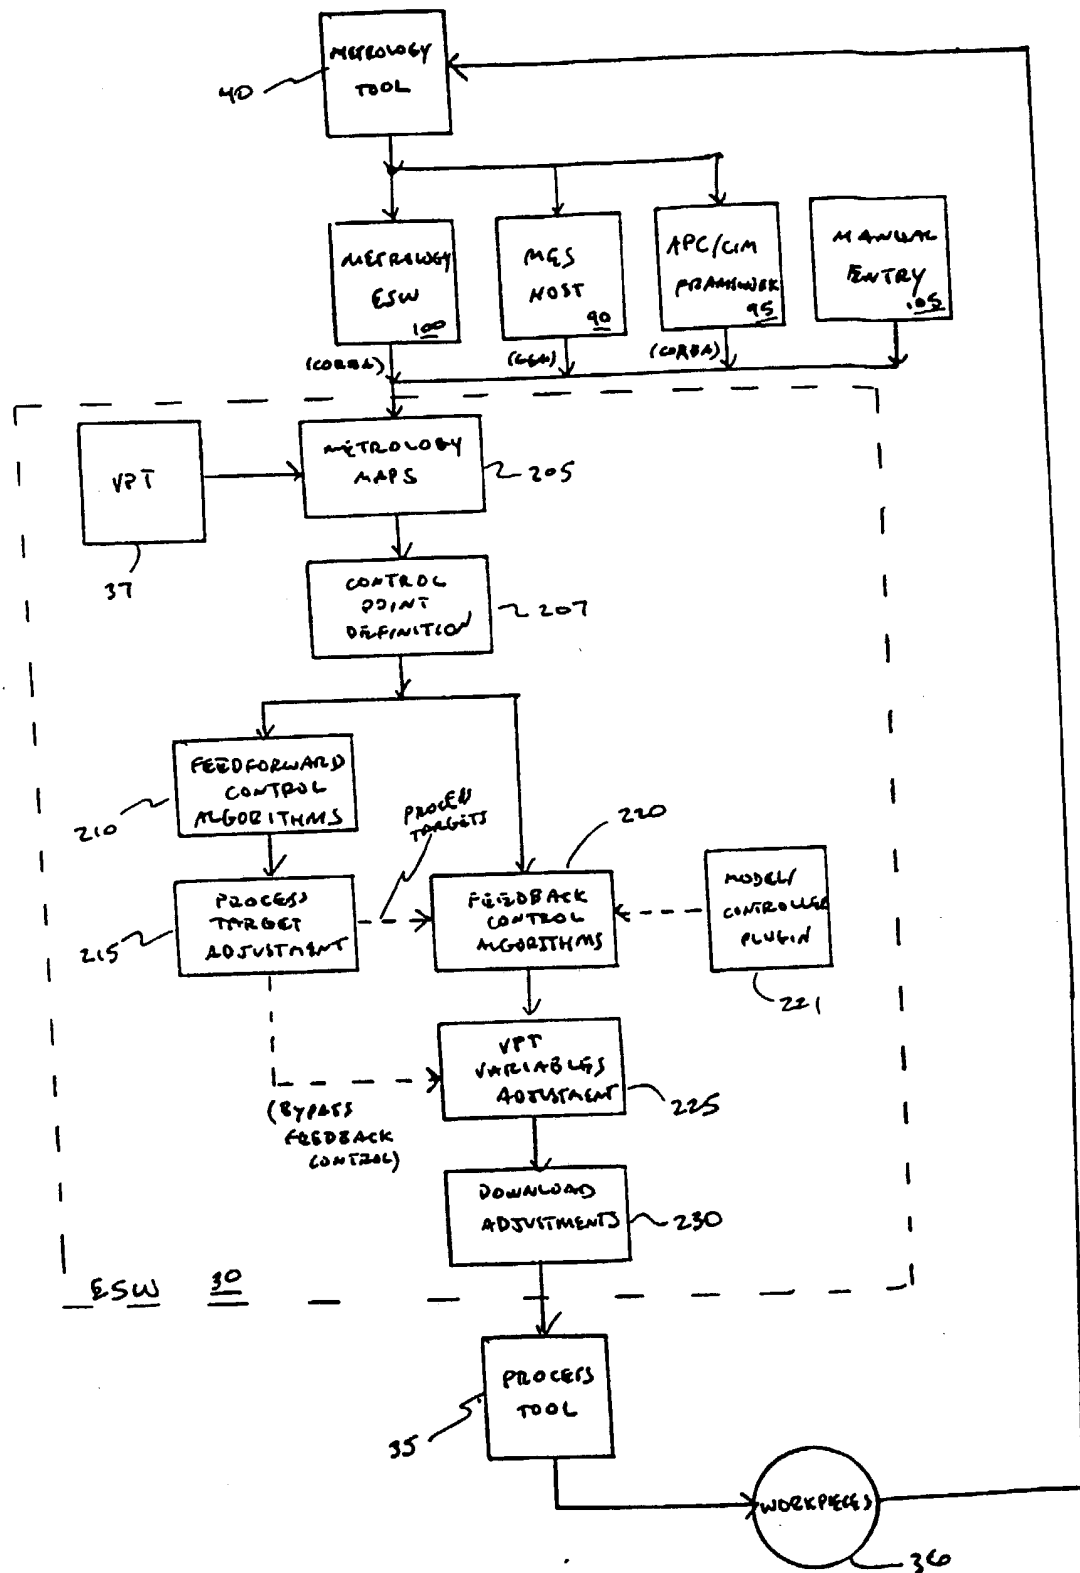 METROLOGY
TOOL
40
METROLOGY
ESW
100
MES
HOST
90
APC/CIM
FRAMEWORK
95
MANUAL
ENTRY
105
(CORBA)
(GEM)
(CORBA)
VPT
37
METROLOGY
MAPS
205
CONTROL
POINT
DEFINITION
207
FEEDFORWARD
CONTROL
ALGORITHMS
210
PROCESS
TARGETS
220
PROCESS
TARGET
ADJUSTMENT
215
FEEDBACK
CONTROL
ALGORITHMS
MODEL/
CONTROLLER
PLUGIN
221
VPT
VARIABLES
ADJUSTMENT
225
(BYPASS
FEEDBACK
CONTROL)
DOWNLOAD
ADJUSTMENTS
230
ESW 30
PROCESS
TOOL
35
WORKPIECES
36